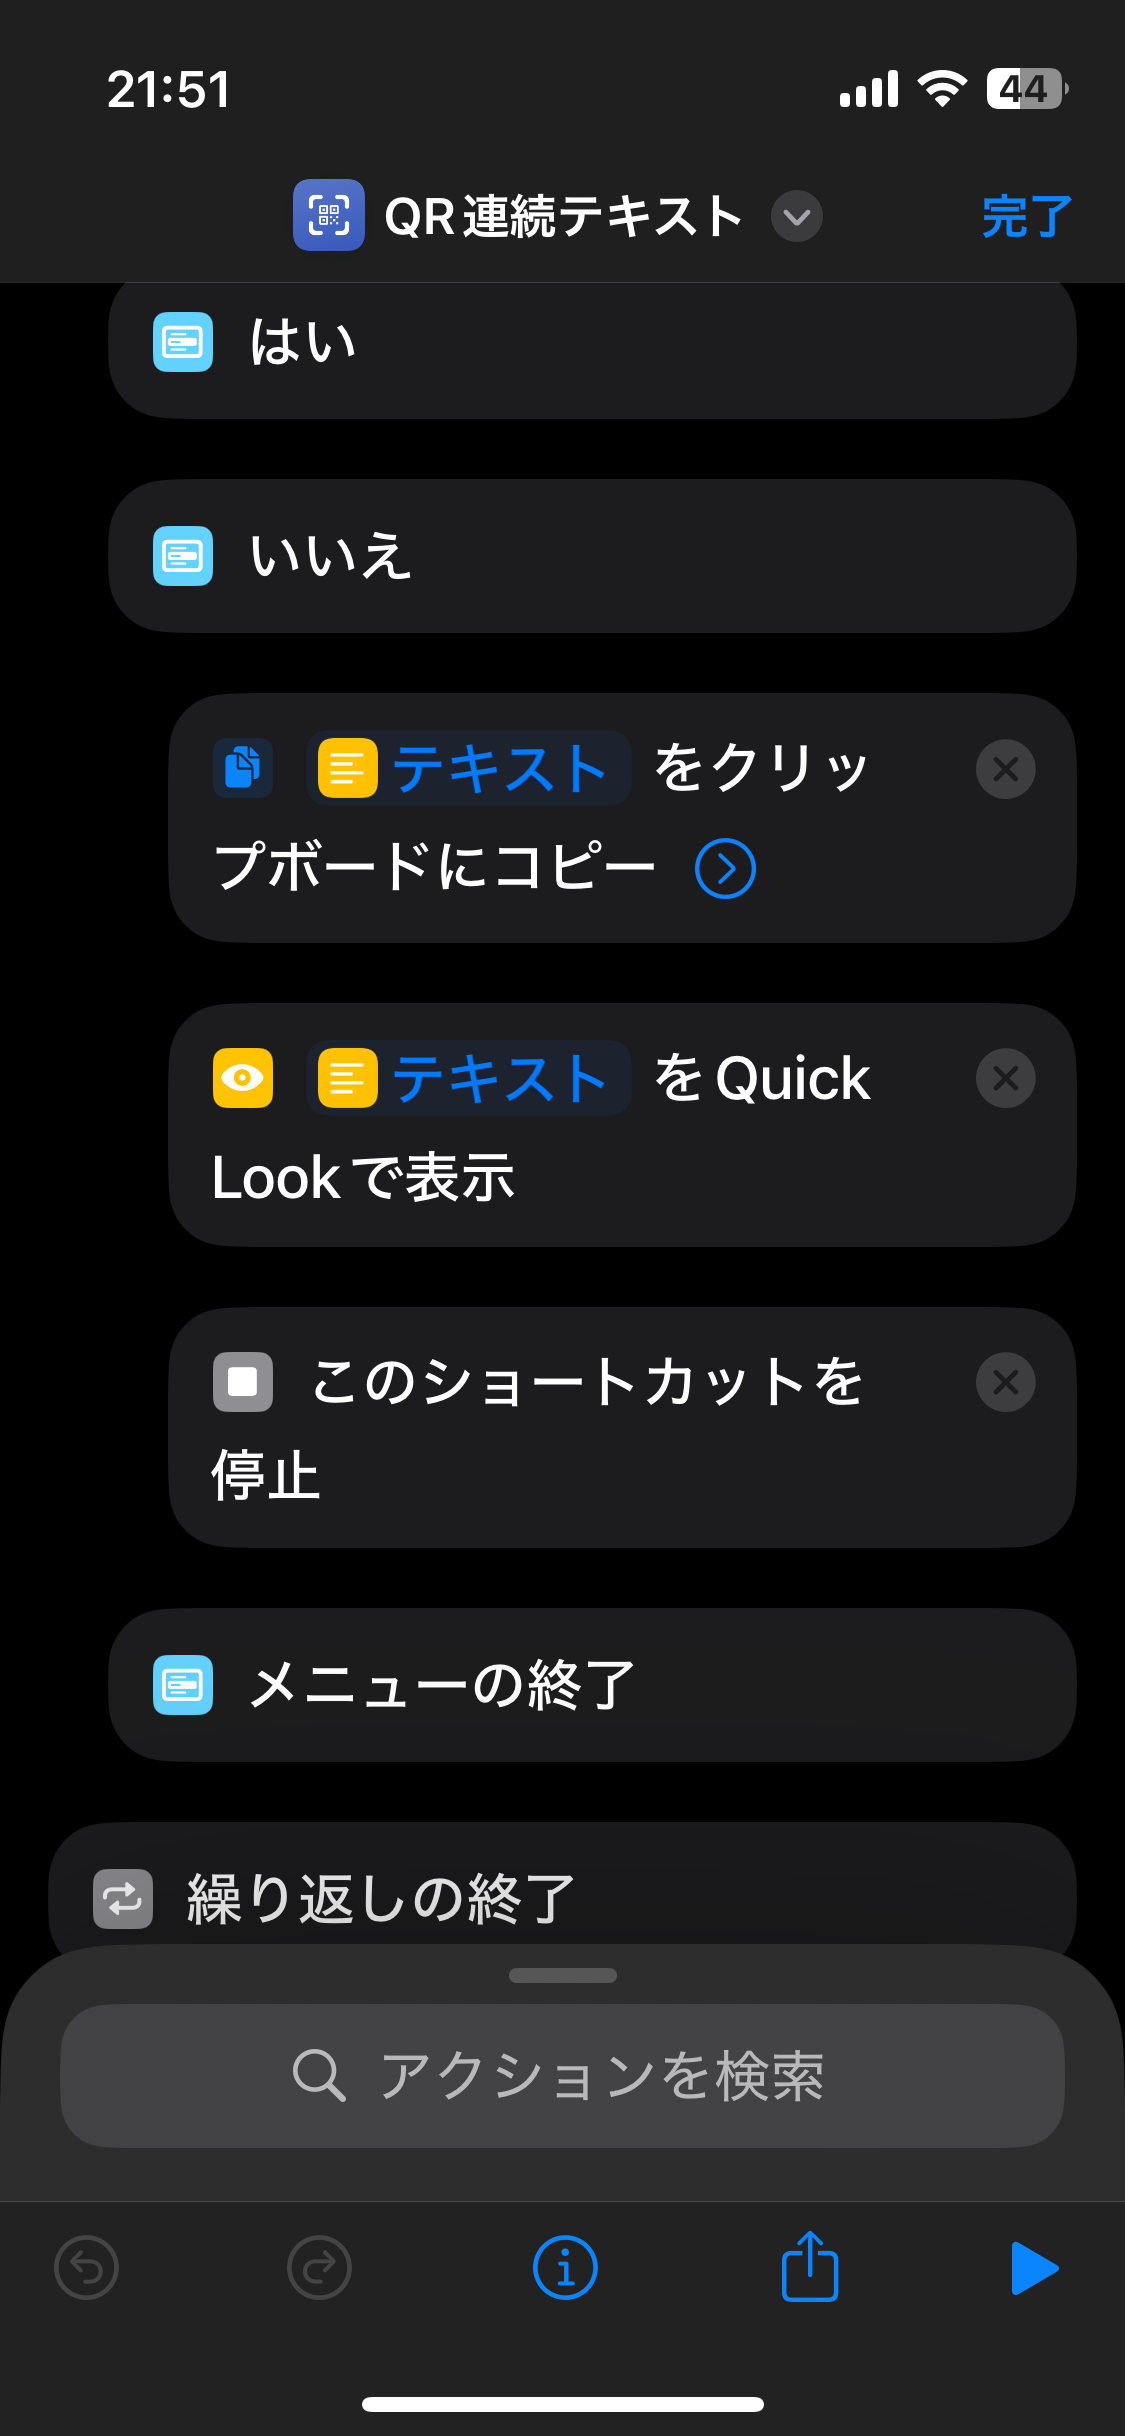 21:51
44
QR連続テキスト
完了
はい
いいえ
テキスト をクリッ
プボードにコピー
テキスト をQuick
Lookで表示
このショートカットを
停止
メニューの終了
繰り返しの終了
アクションを検索